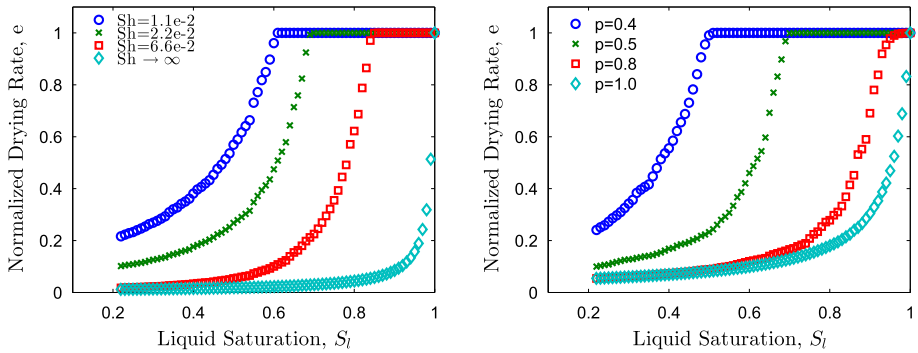 Normalized Drying Rate, e
1
0.8
0.6
0.4
0.2
0
0.2
0.4
0.6
0.8
1
Liquid Saturation, S_l
Sh=1.1e-2
Sh=2.2e-2
Sh=6.6e-2
Sh → ∞
Normalized Drying Rate, e
1
0.8
0.6
0.4
0.2
0
0.2
0.4
0.6
0.8
1
Liquid Saturation, S_l
p=0.4
p=0.5
p=0.8
p=1.0